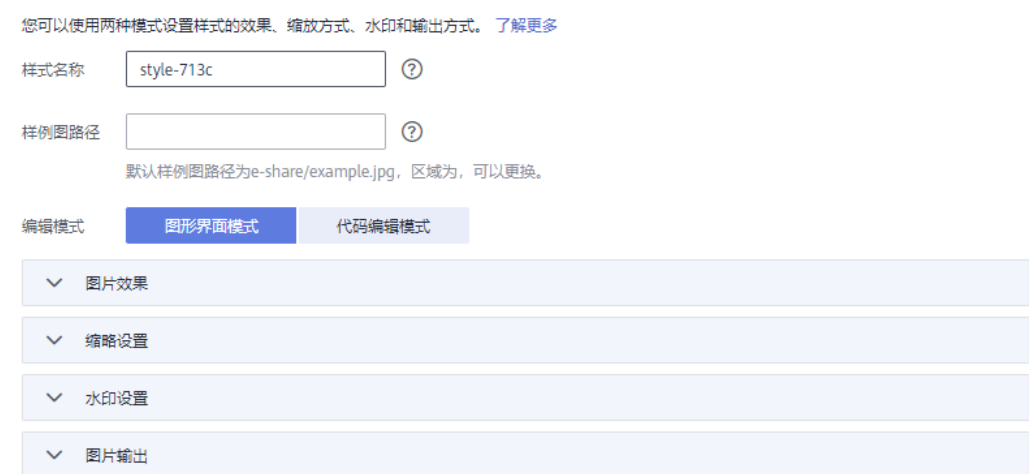 您可以使用两种模式设置样式的效果、缩放方式、水印和输出方式。 了解更多
样式名称 style-713c ?
样例图路径 ?
默认样例图路径为e-share/example.jpg，区域为，可以更换。
编辑模式 图形界面模式 代码编辑模式
图片效果
缩略设置
水印设置
图片输出